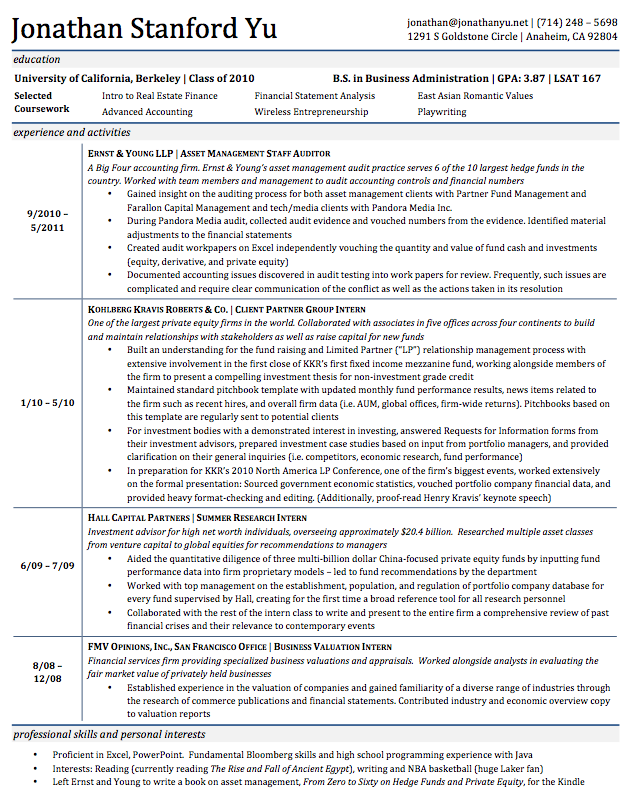 Jonathan Stanford Yu
jonathan@jonathanyu.net | (714) 248 – 5698
1291 S Goldstone Circle | Anaheim, CA 92804
education
University of California, Berkeley | Class of 2010 B.S. in Business Administration | GPA: 3.87 | LSAT 167
Selected Coursework
Intro to Real Estate Finance Financial Statement Analysis East Asian Romantic Values
Advanced Accounting Wireless Entrepreneurship Playwriting
experience and activities
9/2010 – 5/2011
ERNST & YOUNG LLP | ASSET MANAGEMENT STAFF AUDITOR
A Big Four accounting firm. Ernst & Young's asset management audit practice serves 6 of the 10 largest hedge funds in the
country. Worked with team members and management to audit accounting controls and financial numbers
• Gained insight on the auditing process for both asset management clients with Partner Fund Management and
Farallon Capital Management and tech/media clients with Pandora Media Inc.
• During Pandora Media audit, collected audit evidence and vouched numbers from the evidence. Identified material
adjustments to the financial statements
• Created audit workpapers on Excel independently vouching the quantity and value of fund cash and investments
(equity, derivative, and private equity)
• Documented accounting issues discovered in audit testing into work papers for review. Frequently, such issues are
complicated and require clear communication of the conflict as well as the actions taken in its resolution
1/10 – 5/10
KOHLBERG KRAVIS ROBERTS & CO. | CLIENT PARTNER GROUP INTERN
One of the largest private equity firms in the world. Collaborated with associates in five offices across four continents to build
and maintain relationships with stakeholders as well as raise capital for new funds
• Built an understanding for the fund raising and Limited Partner ("LP") relationship management process with
extensive involvement in the first close of KKR's first fixed income mezzanine fund, working alongside members of
the firm to present a compelling investment thesis for non-investment grade credit
• Maintained standard pitchbook template with updated monthly fund performance results, news items related to
the firm such as recent hires, and overall firm data (i.e. AUM, global offices, firm-wide returns). Pitchbooks based on
this template are regularly sent to potential clients
• For investment bodies with a demonstrated interest in investing, answered Requests for Information forms from
their investment advisors, prepared investment case studies based on input from portfolio managers, and provided
clarification on their general inquiries (i.e. competitors, economic research, fund performance)
• In preparation for KKR's 2010 North America LP Conference, one of the firm's biggest events, worked extensively
on the formal presentation: Sourced government economic statistics, vouched portfolio company financial data, and
provided heavy format-checking and editing. (Additionally, proof-read Henry Kravis' keynote speech)
6/09 – 7/09
HALL CAPITAL PARTNERS | SUMMER RESEARCH INTERN
Investment advisor for high net worth individuals, overseeing approximately $20.4 billion. Researched multiple asset classes
from venture capital to global equities for recommendations to managers
• Aided the quantitative diligence of three multi-billion dollar China-focused private equity funds by inputting fund
performance data into firm proprietary models – led to fund recommendations by the department
• Worked with top management on the establishment, population, and regulation of portfolio company database for
every fund supervised by Hall, creating for the first time a broad reference tool for all research personnel
• Collaborated with the rest of the intern class to write and present to the entire firm a comprehensive review of past
financial crises and their relevance to contemporary events
8/08 – 12/08
FMV OPINIONS, INC., SAN FRANCISCO OFFICE | BUSINESS VALUATION INTERN
Financial services firm providing specialized business valuations and appraisals. Worked alongside analysts in evaluating the
fair market value of privately held businesses
• Established experience in the valuation of companies and gained familiarity of a diverse range of industries through
the research of commerce publications and financial statements. Contributed industry and economic overview copy
to valuation reports
professional skills and personal interests
• Proficient in Excel, PowerPoint. Fundamental Bloomberg skills and high school programming experience with Java
• Interests: Reading (currently reading The Rise and Fall of Ancient Egypt), writing and NBA basketball (huge Laker fan)
• Left Ernst and Young to write a book on asset management, From Zero to Sixty on Hedge Funds and Private Equity, for the Kindle